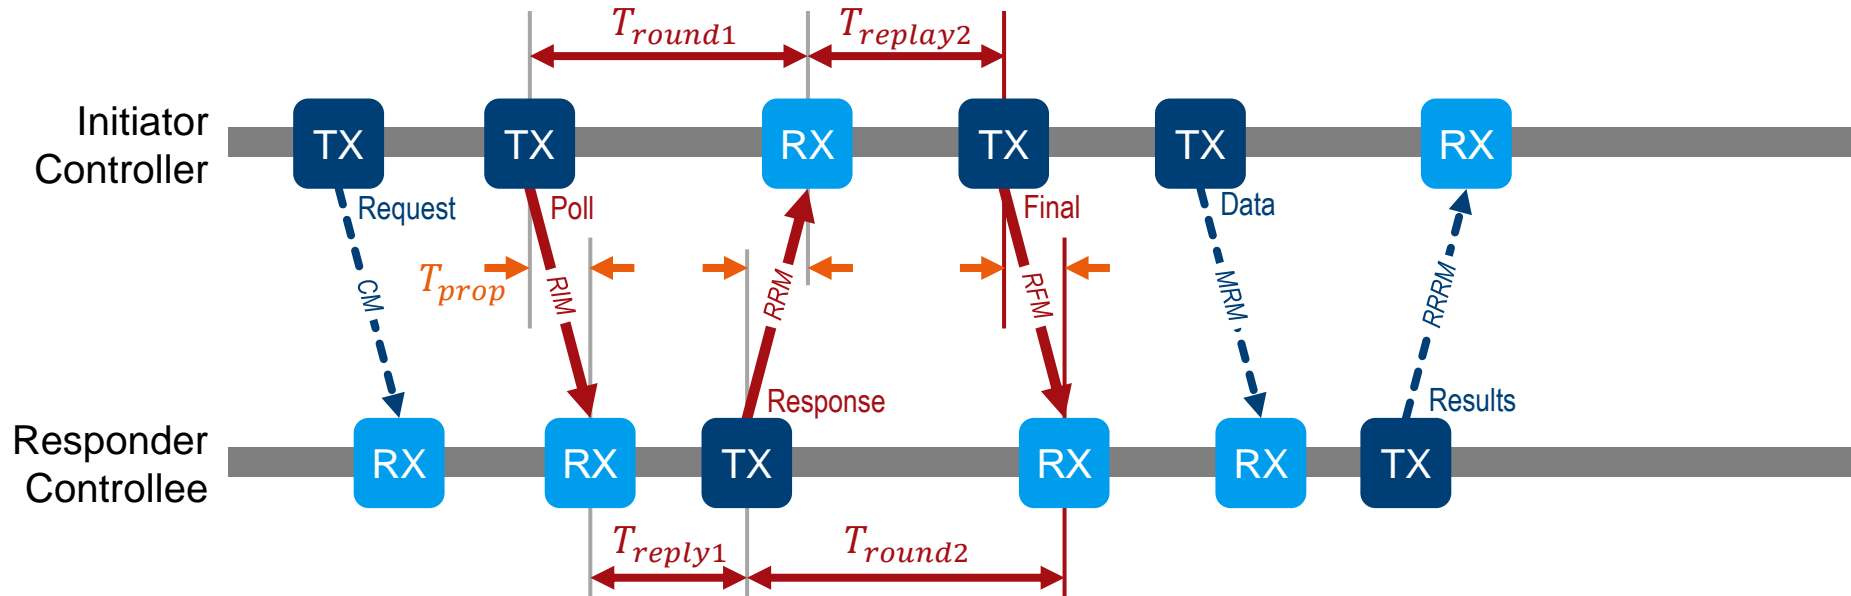 T_round1
T_replay2
Initiator
Controller
TX
TX
RX
TX
TX
RX
Request
Poll
Final
Data
T_prop
CM
RIM
RRM
RFM
MRM
RRRM
Response
Results
Responder
Controllee
RX
RX
TX
RX
RX
TX
T_reply1
T_round2